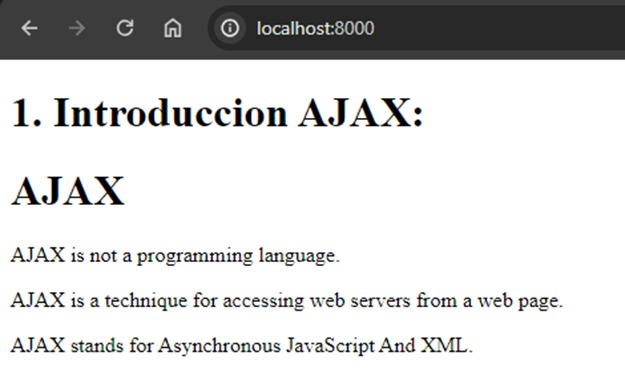 localhost:8000
1. Introduccion AJAX:
AJAX
AJAX is not a programming language.
AJAX is a technique for accessing web servers from a web page.
AJAX stands for Asynchronous JavaScript And XML.